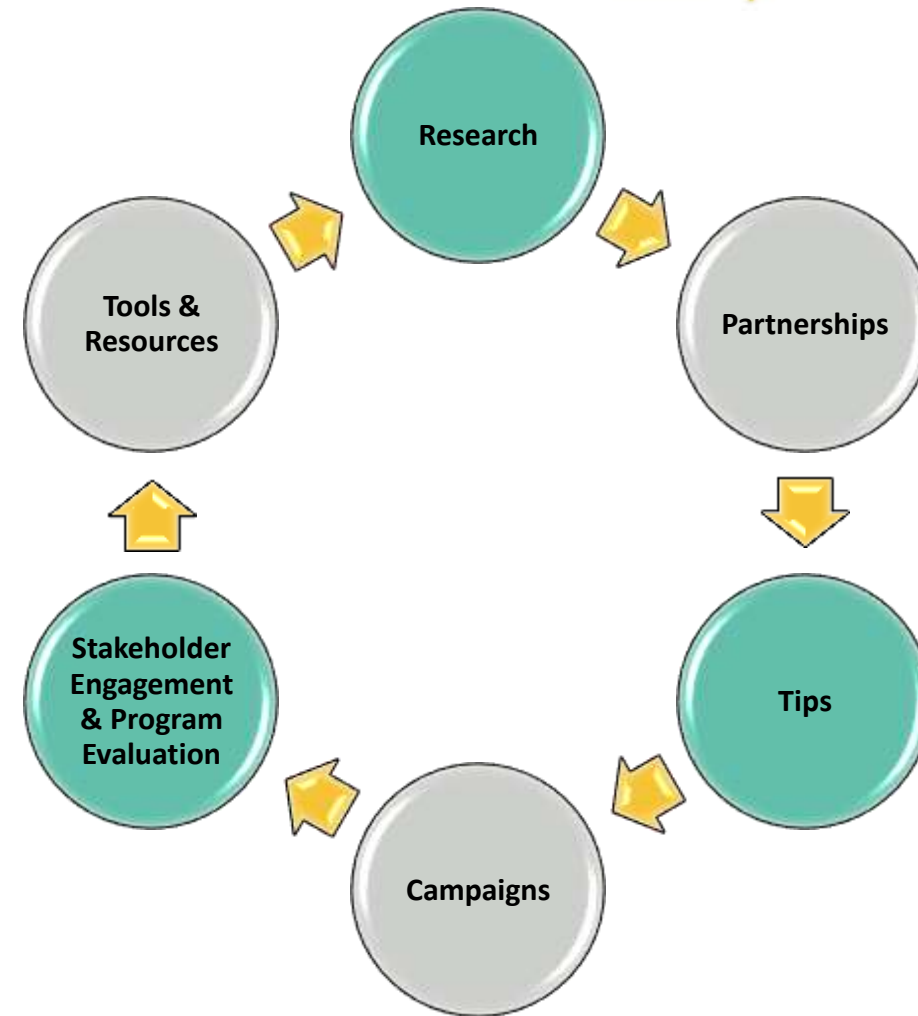 Research
Partnerships
Tips
Campaigns
Stakeholder
Engagement
& Program
Evaluation
Tools &
Resources